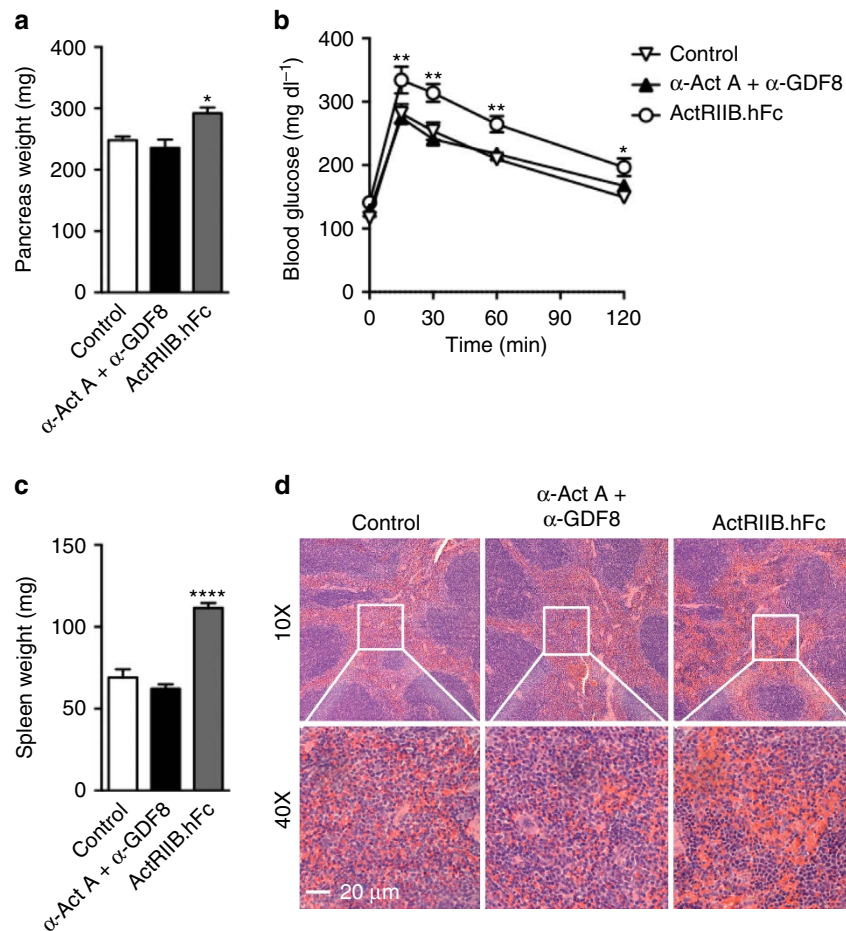 a
Pancreas weight (mg)
400
300
200
100
0
*
Control
α-Act A + α-GDF8
ActRIIB.hFc
b
Blood glucose (mg dl⁻¹)
400
300
200
100
0
**
**
**
*
0
30
60
90
120
Time (min)
Control
α-Act A + α-GDF8
ActRIIB.hFc
c
Spleen weight (mg)
150
100
50
0
****
Control
α-Act A + α-GDF8
ActRIIB.hFc
d
Control
α-Act A +
α-GDF8
ActRIIB.hFc
10X
40X
20 μm